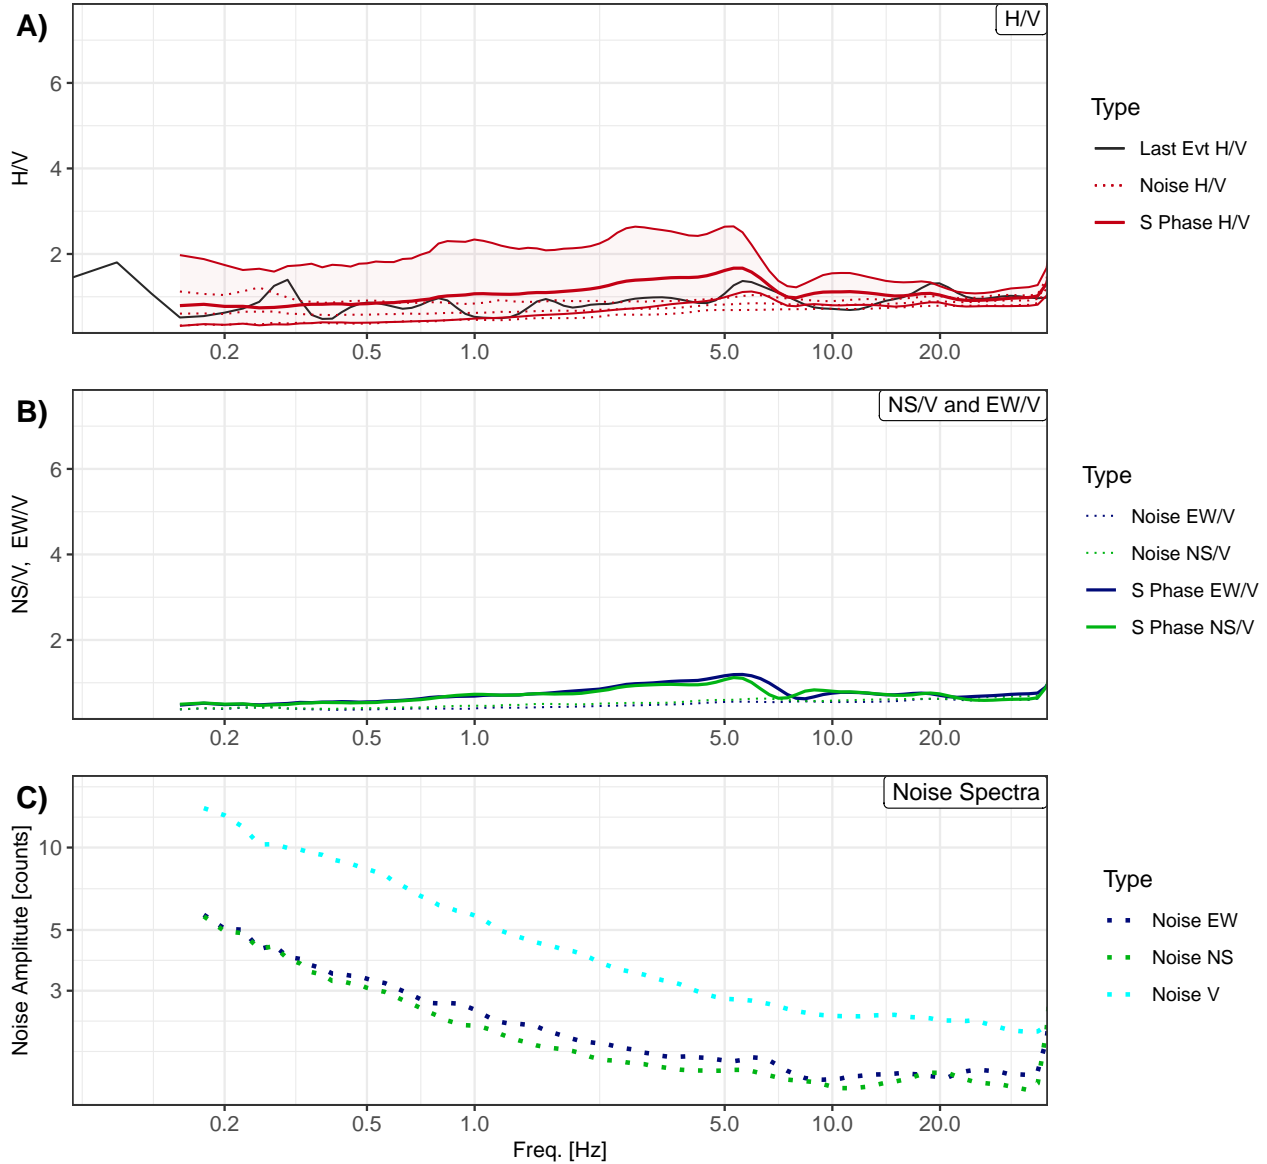 A)
H/V
6
4
2
H/V
0.2 0.5 1.0 5.0 10.0 20.0
Type
Last Evt H/V
Noise H/V
S Phase H/V
B)
NS/V and EW/V
6
4
2
NS/V, EW/V
0.2 0.5 1.0 5.0 10.0 20.0
Type
Noise EW/V
Noise NS/V
S Phase EW/V
S Phase NS/V
C)
Noise Spectra
10
5
3
Noise Amplitute [counts]
0.2 0.5 1.0 5.0 10.0 20.0
Freq. [Hz]
Type
Noise EW
Noise NS
Noise V